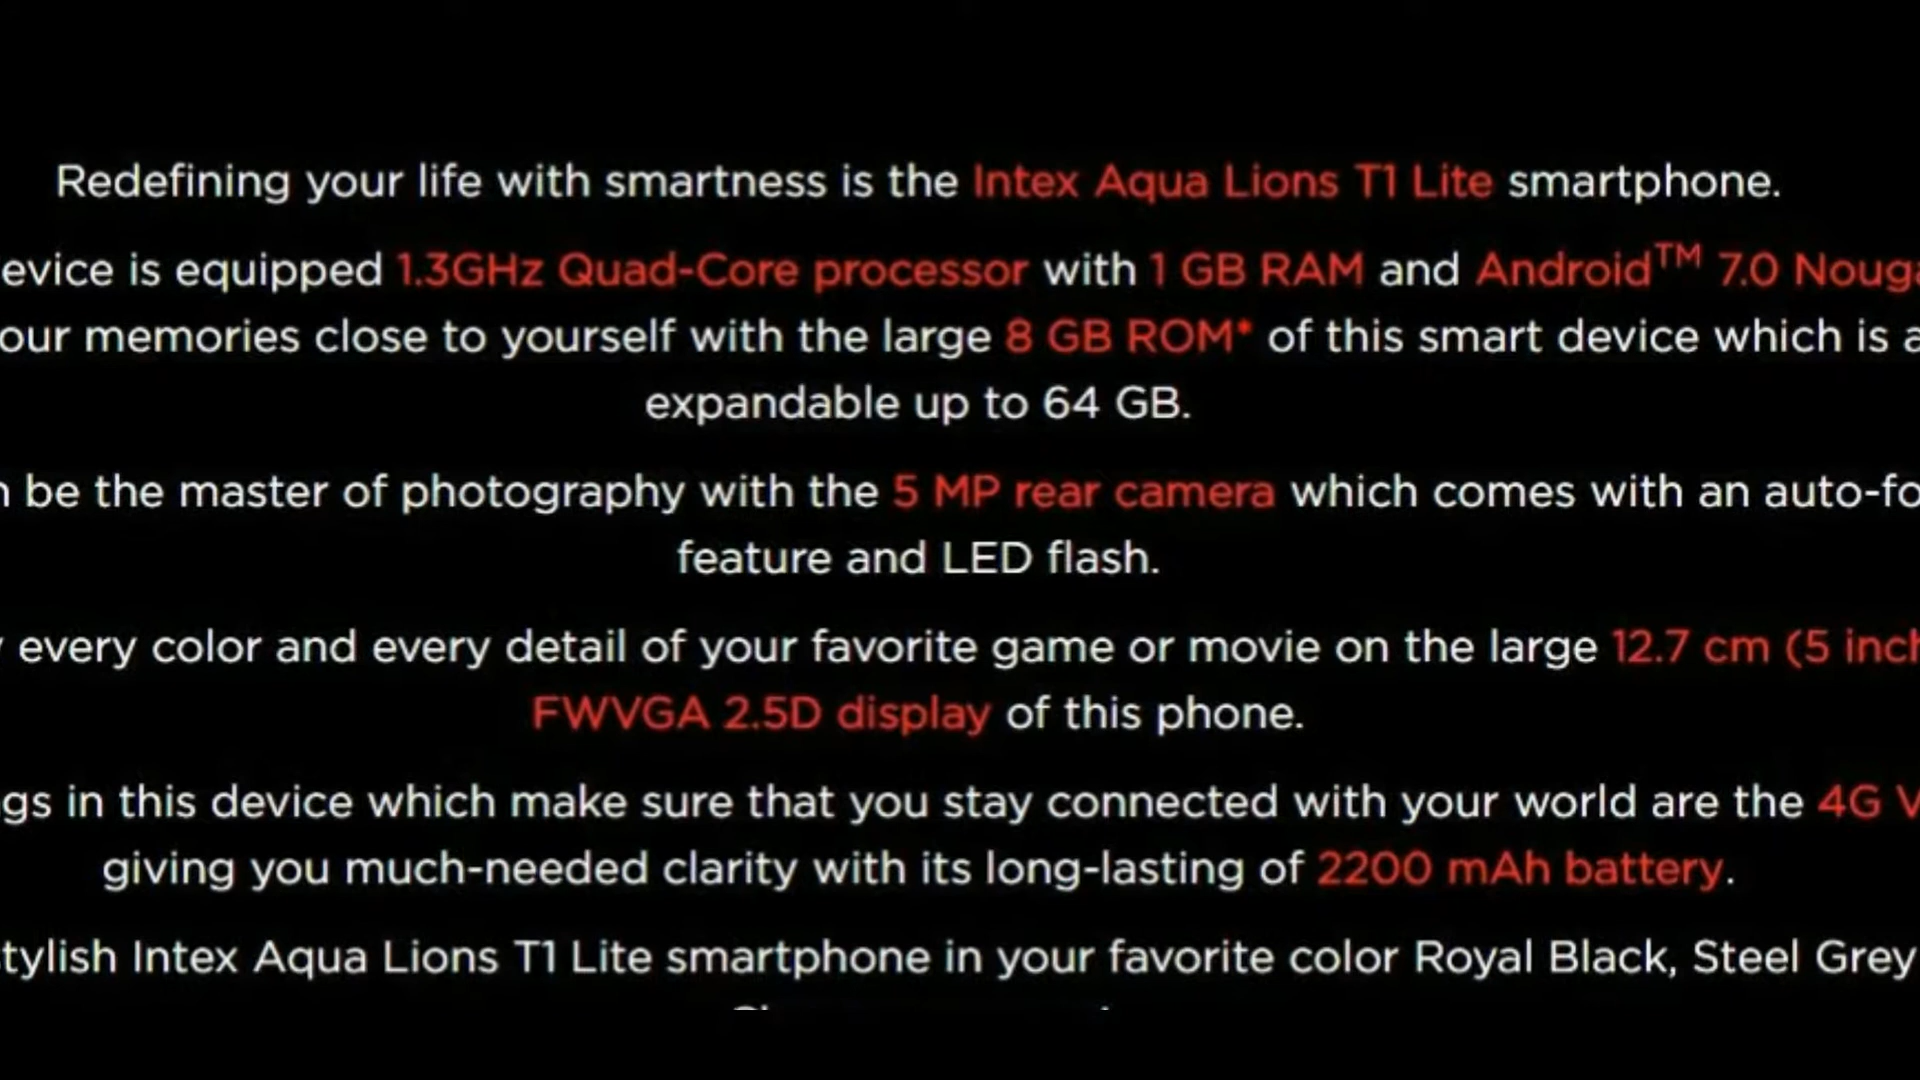 Redefining your life with smartness is the Intex Aqua Lions T1 Lite smartphone.
evice is equipped 1.3GHz Quad-Core processor with 1 GB RAM and Android™ 7.0 Nouga
our memories close to yourself with the large 8 GB ROM* of this smart device which is a
expandable up to 64 GB.
n be the master of photography with the 5 MP rear camera which comes with an auto-fo
feature and LED flash.
every color and every detail of your favorite game or movie on the large 12.7 cm (5 inch
FWVGA 2.5D display of this phone.
gs in this device which make sure that you stay connected with your world are the 4G V
giving you much-needed clarity with its long-lasting of 2200 mAh battery.
tylish Intex Aqua Lions T1 Lite smartphone in your favorite color Royal Black, Steel Grey